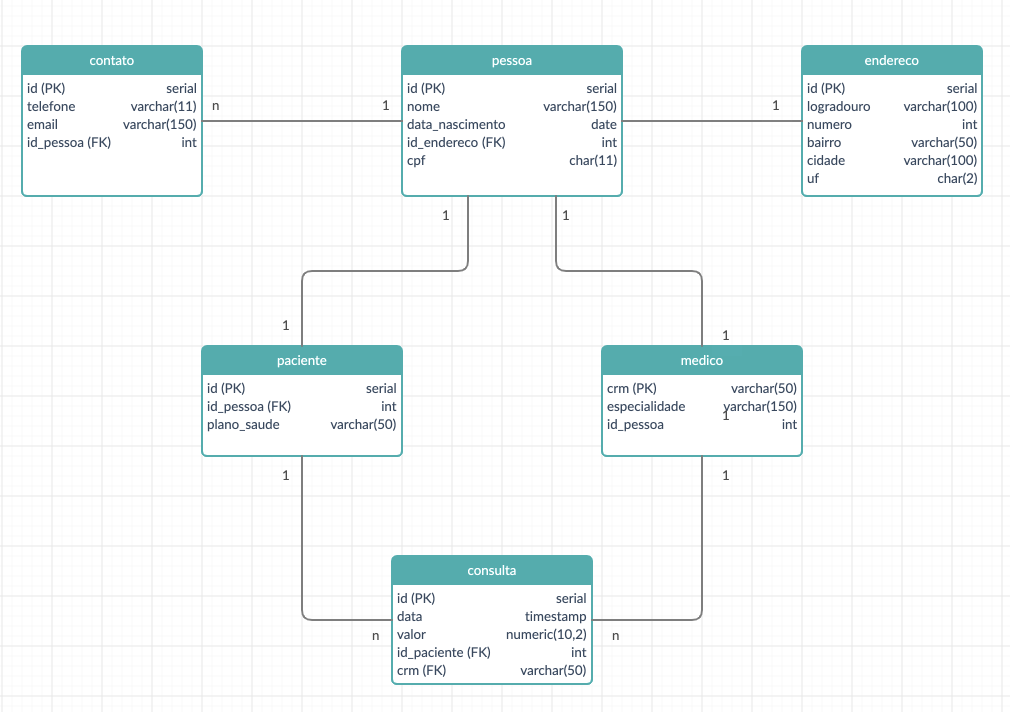 contato
id (PK) serial
telefone varchar(11)
email varchar(150)
id_pessoa (FK) int
n
1
pessoa
id (PK) serial
nome varchar(150)
data_nascimento date
id_endereco (FK) int
cpf char(11)
1
endereco
id (PK) serial
logradouro varchar(100)
numero int
bairro varchar(50)
cidade varchar(100)
uf char(2)
1
1
1
1
paciente
id (PK) serial
id_pessoa (FK) int
plano_saude varchar(50)
medico
crm (PK) varchar(50)
especialidade varchar(150)
1
id_pessoa int
1
1
consulta
id (PK) serial
data timestamp
valor numeric(10,2)
id_paciente (FK) int
crm (FK) varchar(50)
n
n